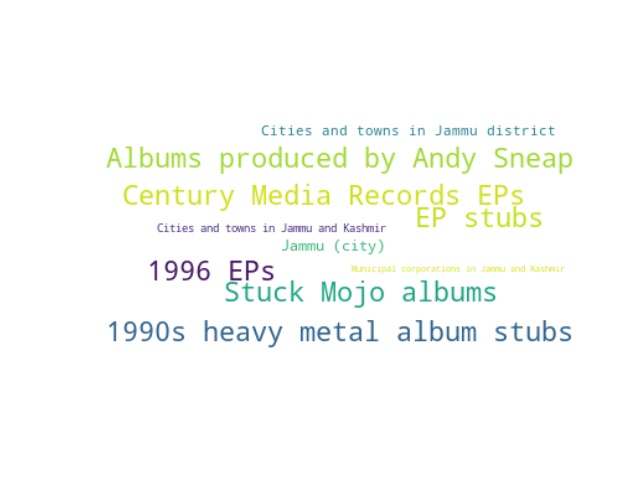 Cities and towns in Jammu district
Albums produced by Andy Sneap
Century Media Records EPs
EP stubs
Cities and towns in Jammu and Kashmir
Jammu (city)
1996 EPs
Municipal corporations in Jammu and Kashmir
Stuck Mojo albums
1990s heavy metal album stubs